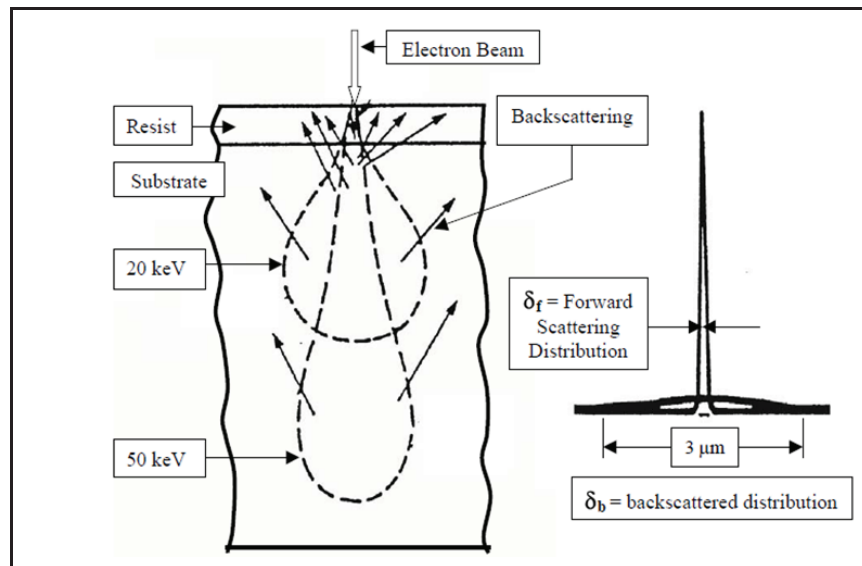 Electron Beam
Resist
Backscattering
Substrate
20 keV
δf = Forward
Scattering
Distribution
50 keV
3 μm
δb = backscattered distribution